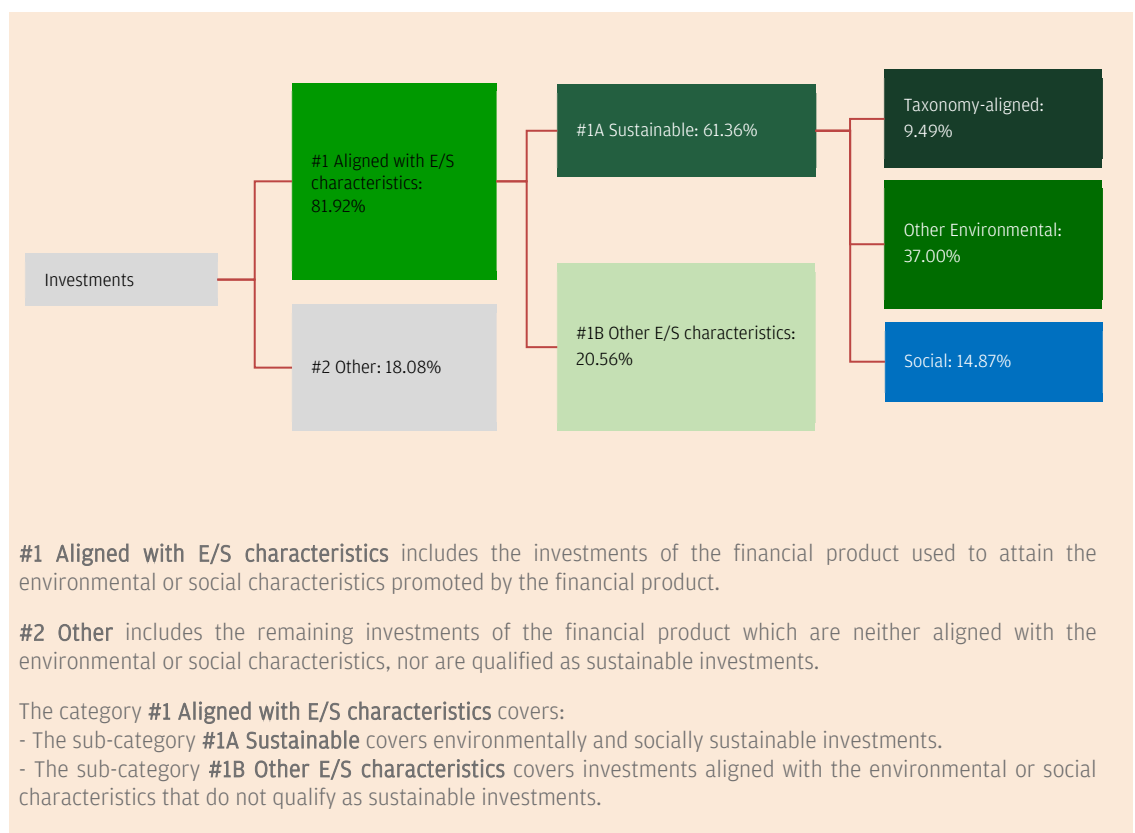 Investments
#1 Aligned with E/S
characteristics:
81.92%
#2 Other: 18.08%
#1A Sustainable: 61.36%
#1B Other E/S characteristics:
20.56%
Taxonomy-aligned:
9.49%
Other Environmental:
37.00%
Social: 14.87%
#1 Aligned with E/S characteristics includes the investments of the financial product used to attain the
environmental or social characteristics promoted by the financial product.
#2 Other includes the remaining investments of the financial product which are neither aligned with the
environmental or social characteristics, nor are qualified as sustainable investments.
The category #1 Aligned with E/S characteristics covers:
- The sub-category #1A Sustainable covers environmentally and socially sustainable investments.
- The sub-category #1B Other E/S characteristics covers investments aligned with the environmental or social
characteristics that do not qualify as sustainable investments.